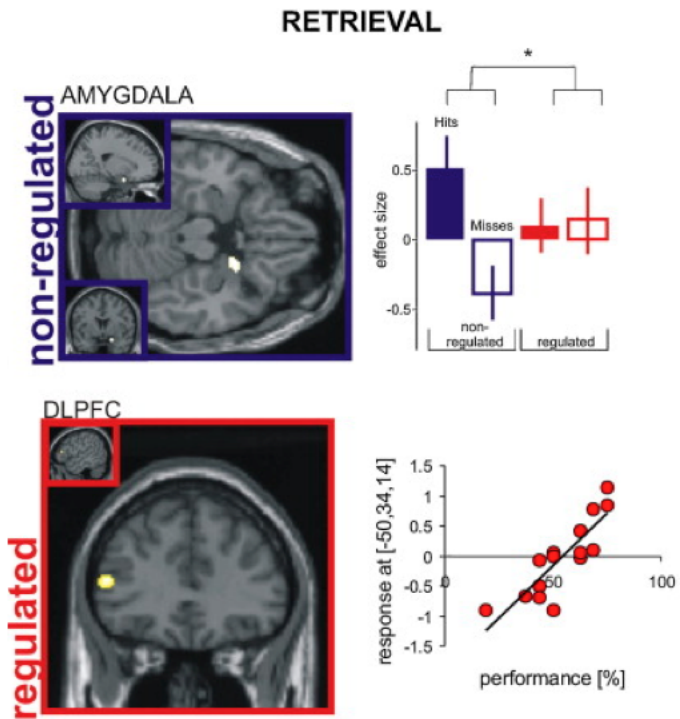 RETRIEVAL
non-regulated
AMYGDALA
*
Hits
Misses
effect size
0.5
0
-0.5
non-
regulated
regulated
regulated
DLPFC
response at [-50,34,14]
1.5
1
0.5
0
-0.5
-1
-1.5
0
50
100
performance [%]